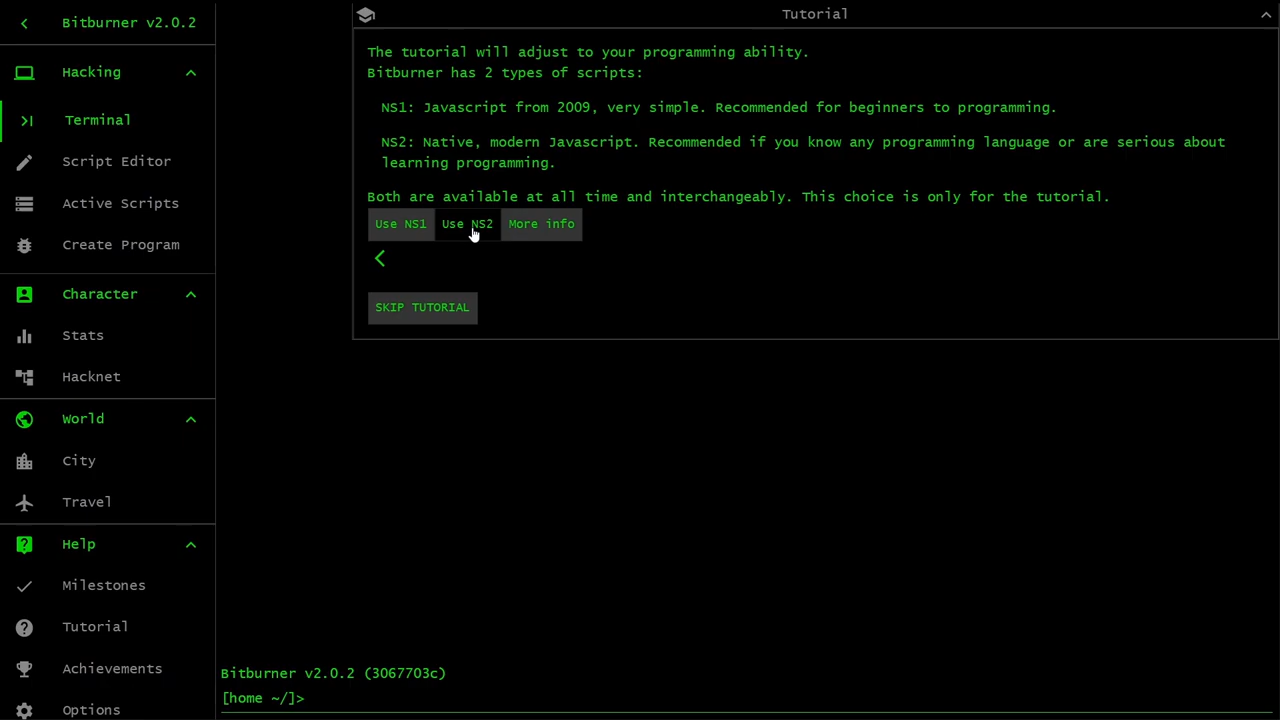 Bitburner v2.0.2
Hacking
Terminal
Script Editor
Active Scripts
Create Program
Character
Stats
Hacknet
World
City
Travel
Help
Milestones
Tutorial
Achievements
Options
Tutorial
The tutorial will adjust to your programming ability.
Bitburner has 2 types of scripts:
NS1: Javascript from 2009, very simple. Recommended for beginners to programming.
NS2: Native, modern Javascript. Recommended if you know any programming language or are serious about
learning programming.
Both are available at all time and interchangeably. This choice is only for the tutorial.
Use NS1 Use NS2 More info
SKIP TUTORIAL
Bitburner v2.0.2 (3067703c)
[home ~/]>